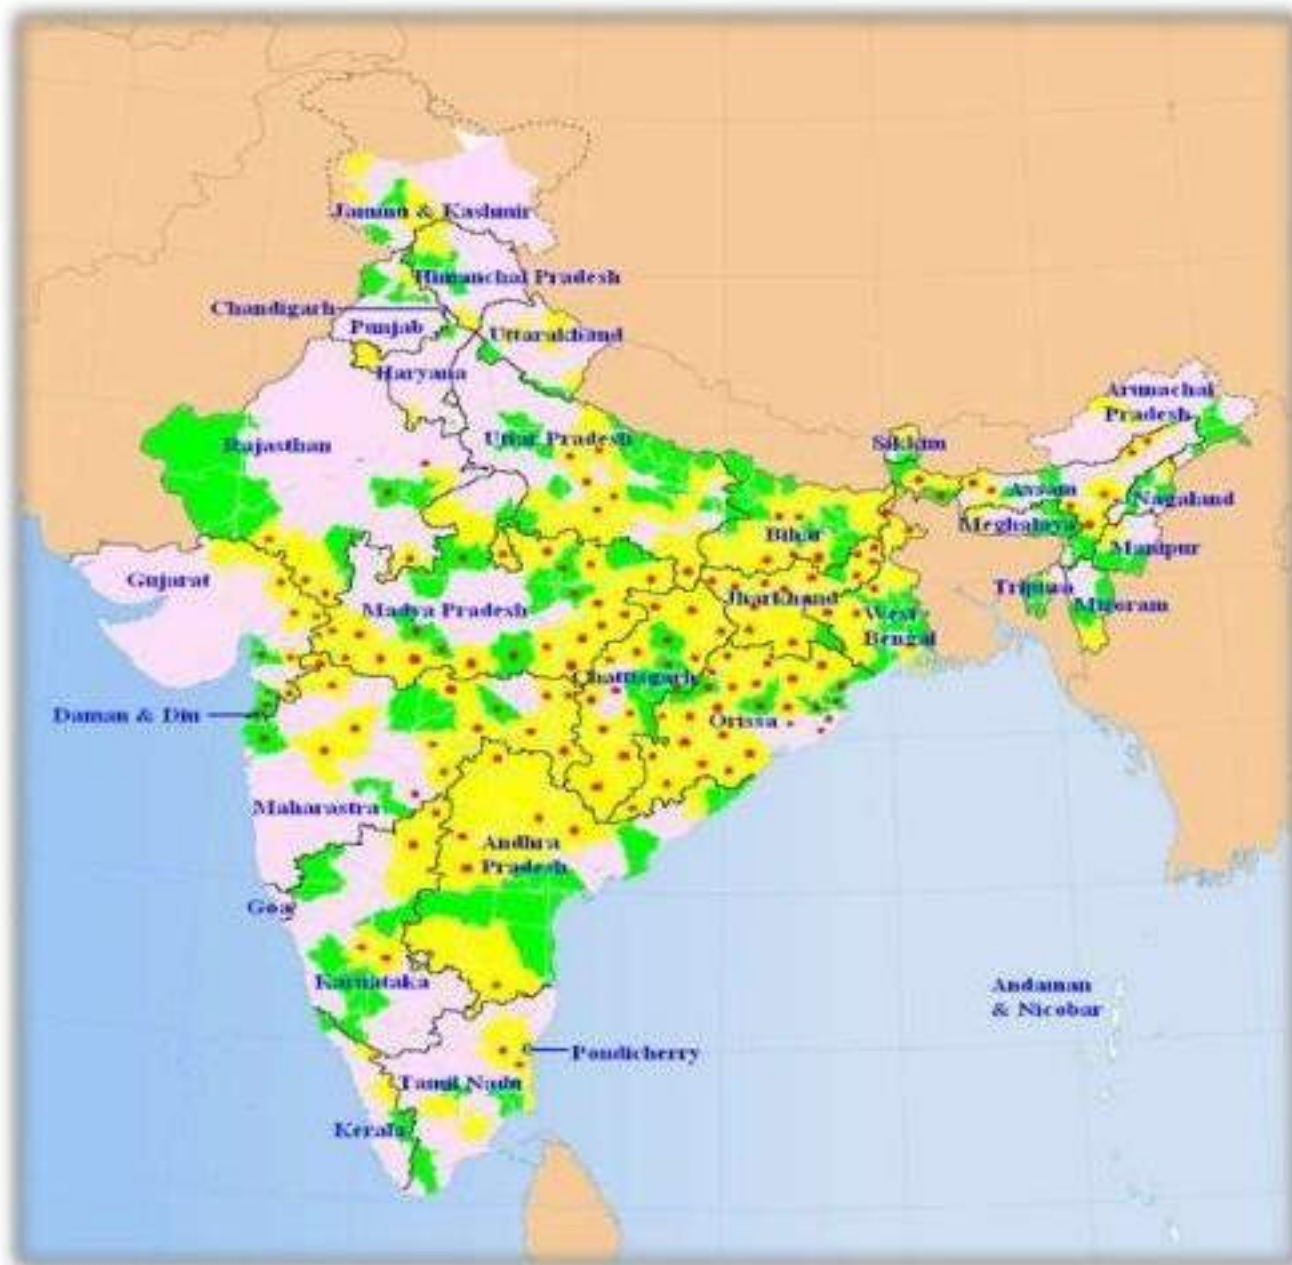 Jammu & Kashmir
Himanchal Pradesh
Chandigarh
Punjab
Uttarakhand
Haryana
Arunachal
Pradesh
Rajasthan
Uttar Pradesh
Sikkim
Assam
Nagaland
Meghalaya
Bihar
Manipur
Gujarat
Tripura
Madya Pradesh
Jharkhand
Mizoram
West
Bengal
Chattisgarh
Daman & Diu
Orissa
Maharastra
Andhra
Pradesh
Goa
Karnataka
Andaman
& Nicobar
Pondicherry
Tamil Nadu
Kerala